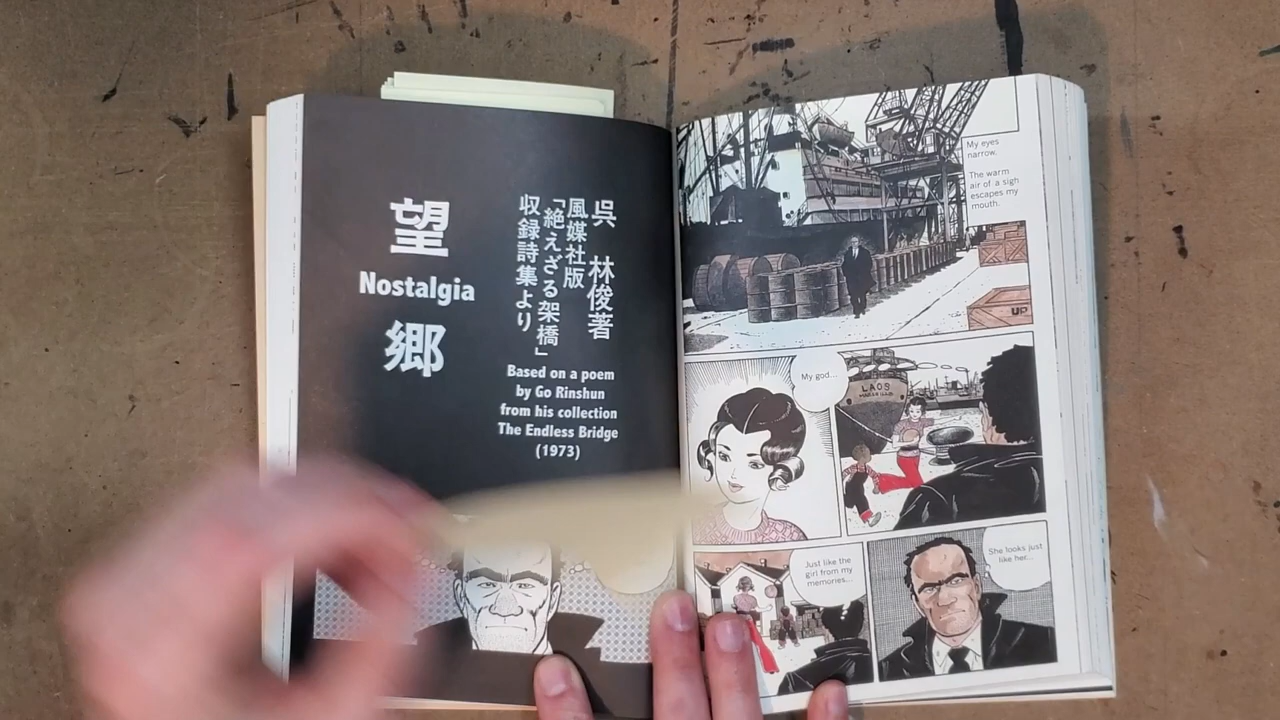 望
Nostalgia
郷
呉 林俊著
風媒社版
「絶えざる架橋」
収録詩集より
Based on a poem
by Go Rinshun
from his collection
The Endless Bridge
(1973)
My eyes
narrow.
The warm
air of a sigh
escapes my
mouth.
UP
My god...
LAOS
MARSEILLE
Just like the
girl from my
memories...
She looks just
like her...